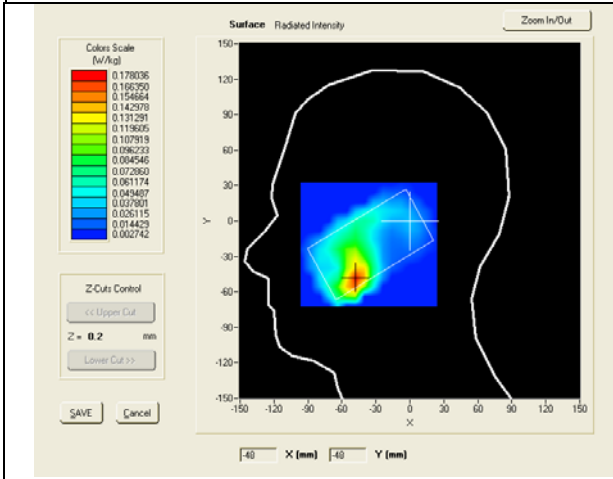 Surface Radiated Intensity
Zoom In/Out
Colors Scale
(W/kg)
0.178036
0.166350
0.154664
0.142978
0.131291
0.119605
0.107919
0.096233
0.084546
0.072860
0.061174
0.049487
0.037801
0.026115
0.014429
0.002742
Z-Cuts Control
<< Upper Cut
Z = 0.2 mm
Lower Cut >>
SAVE Cancel
150-
120-
90-
60-
30-
0-
-30-
-60-
-90-
-120-
-150-
Y
-150 -120 -90 -60 -30 0 30 60 90 120 150
X
-48 X (mm) -48 Y (mm)